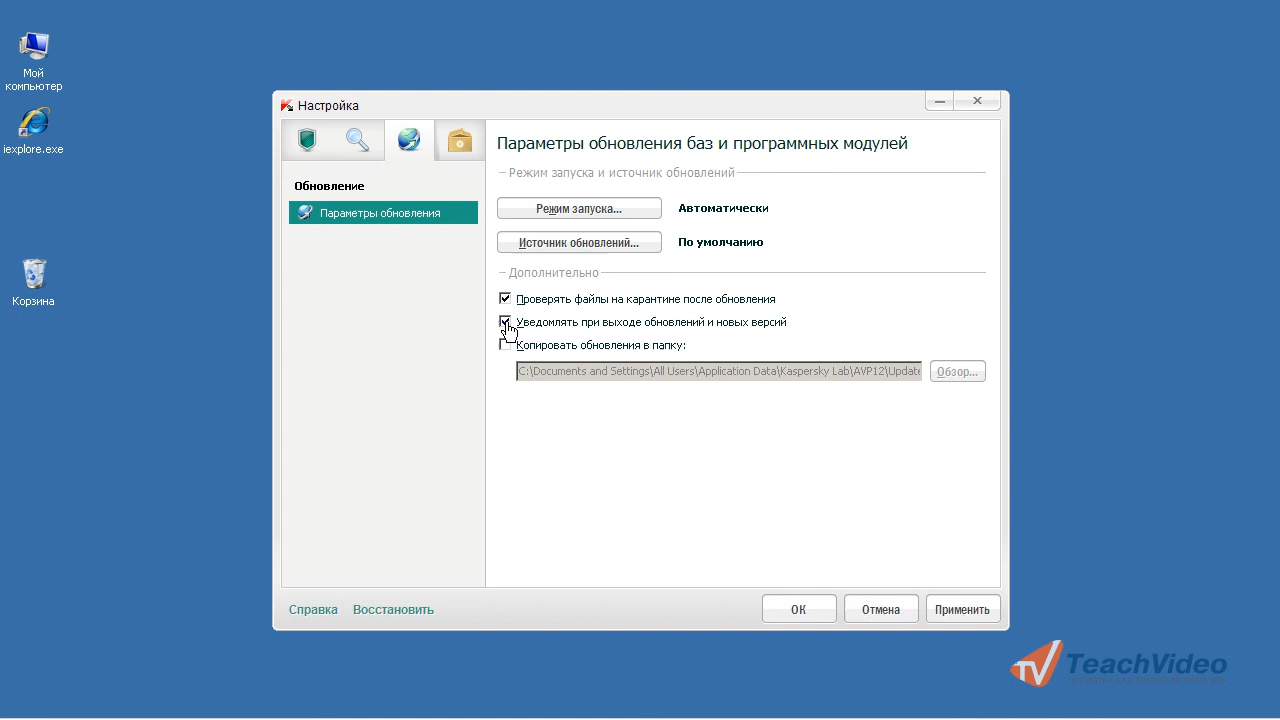 Мой
компьютер
iexplore.exe
Корзина
Настройка
Обновление
Параметры обновления
Параметры обновления баз и программных модулей
Режим запуска и источник обновлений
Режим запуска... Автоматически
Источник обновлений... По умолчанию
Дополнительно
Проверять файлы на карантине после обновления
Уведомлять при выходе обновлений и новых версий
Копировать обновления в папку:
C:\Documents and Settings\All Users\Application Data\Kaspersky Lab\AVP12\Update Обзор...
Справка Восстановить ОК Отмена Применить
TV TeachVideo